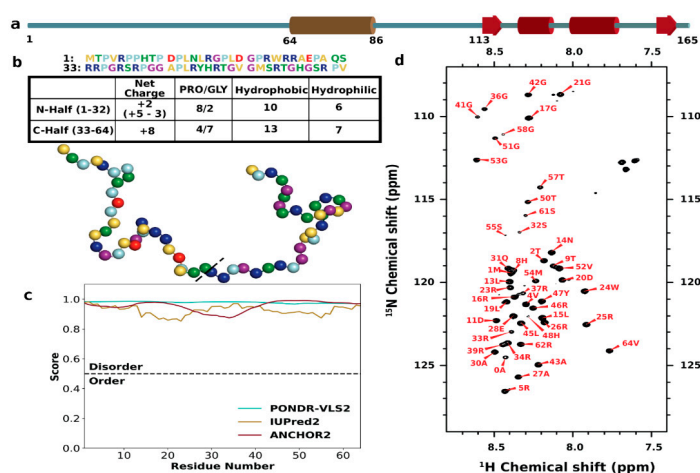 a
1
64
86
113
165
b
1: MTPVRPPHTP DPLNLRGPLD GPRWRRAEPA QS
33: RRPGRSRPGG APLRYHRTGV GMSRTGHGSR PV
Net Charge PRO/GLY Hydrophobic Hydrophilic
N-Half (1-32) +2 (+5 - 3) 8/2 10 6
C-Half (33-64) +8 4/7 13 7
c
1.0
0.8
0.6
0.4
0.2
0.0
Score
Disorder
Order
PONDR-VLS2
IUPred2
ANCHOR2
0 10 20 30 40 50 60
Residue Number
d
8.5 8.0 7.5
110
115
120
125
¹⁵N Chemical shift (ppm)
42G
21G
36G
41G
17G
58G
51G
53G
57T
50T
61S
32S
55S
14N
2T
9T
31Q
8H
52V
1M
54M
20D
13L
37R
23R
4V
24W
16R
47Y
46R
19L
15L
11D
26R
25R
28E
45L
48H
33R
62R
39R
34R
64V
30A
0A
43A
27A
5R
110
115
120
125
8.5 8.0 7.5
¹H Chemical shift (ppm)